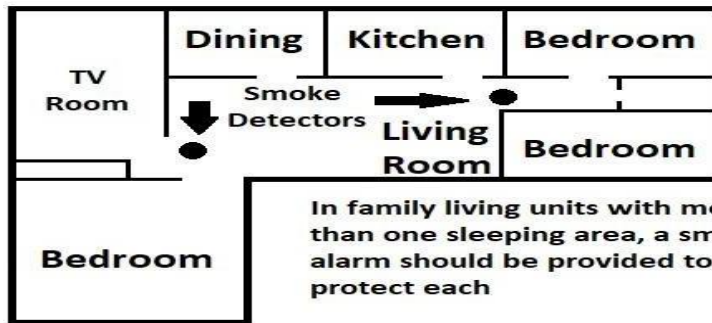 Dining Kitchen Bedroom
TV
Room
Smoke
Detectors
Living
Room
Bedroom
Bedroom
In family living units with
than one sleeping area, a
alarm should be provided to
protect each